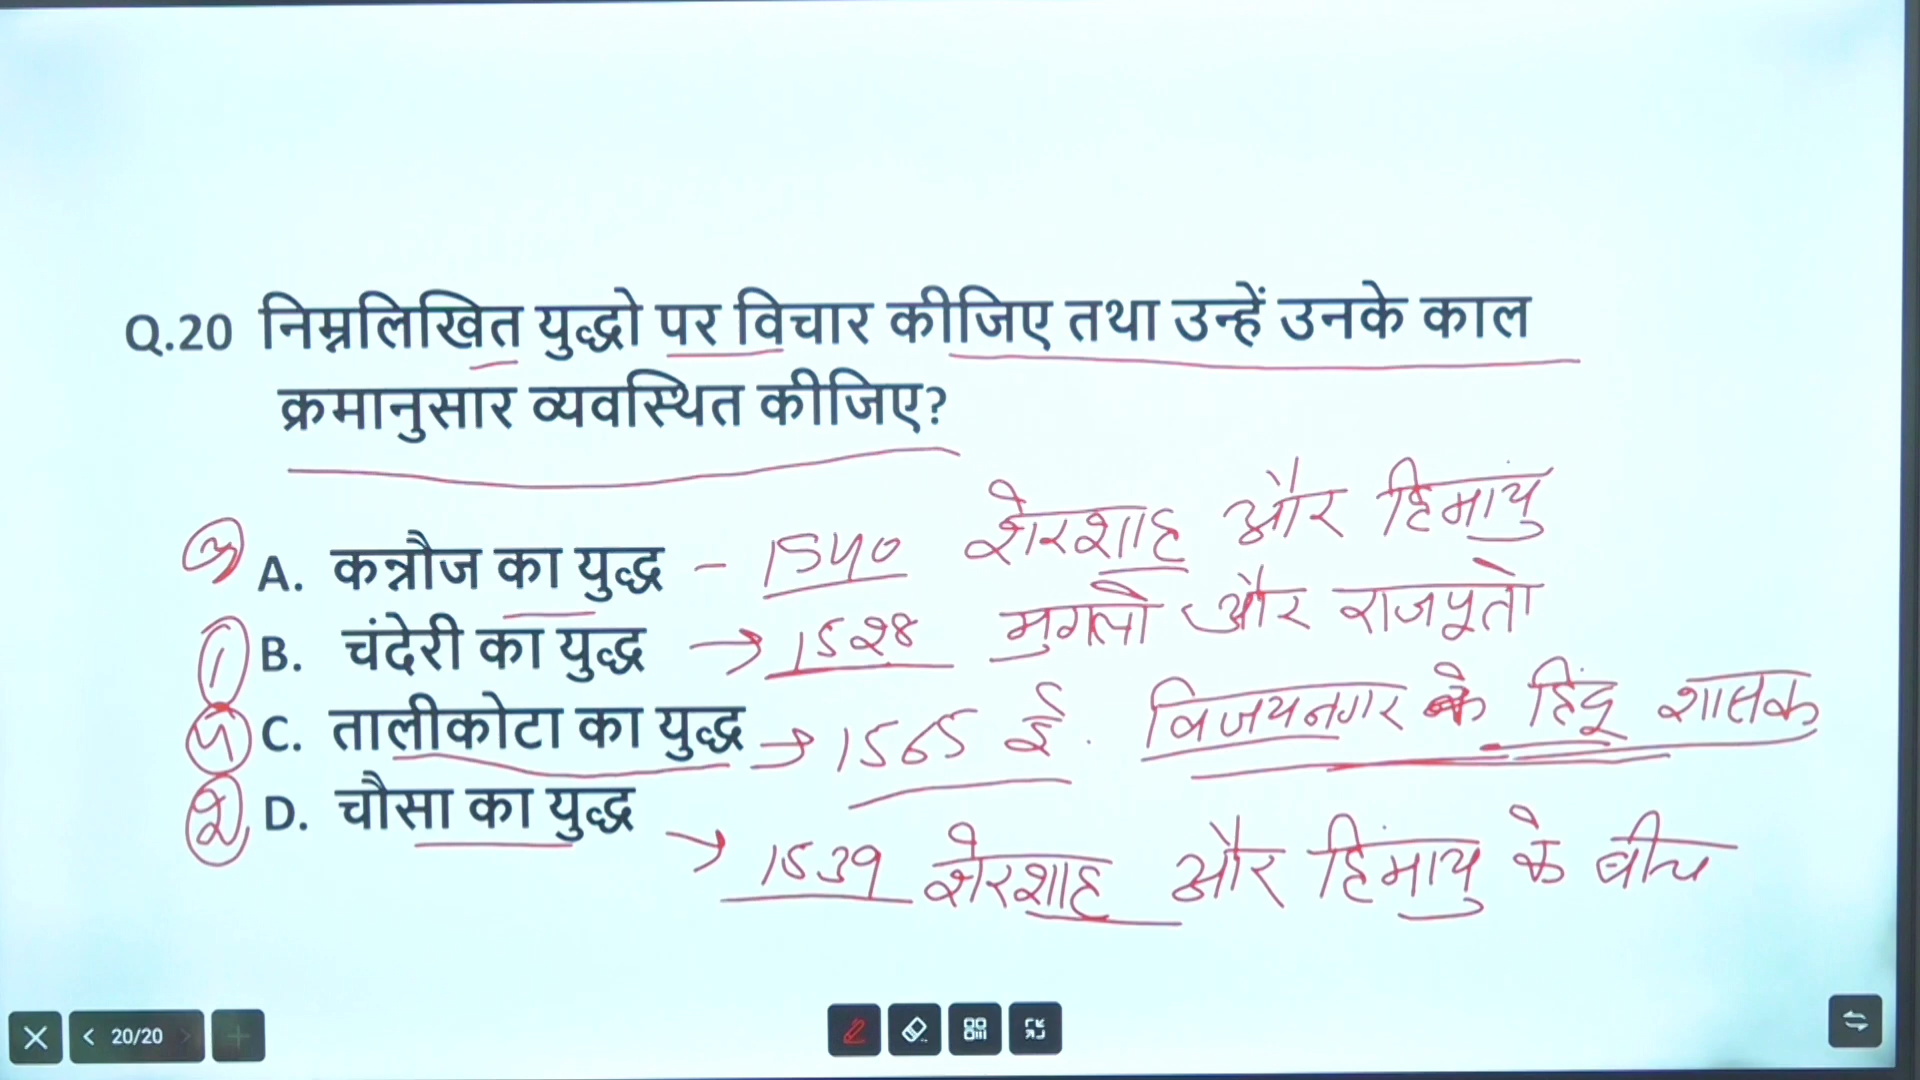 Q.20 निम्नलिखित युद्धो पर विचार कीजिए तथा उन्हें उनके काल
क्रमानुसार व्यवस्थित कीजिए?
३ A. कन्नौज का युद्ध - 1540 शेरशाह और हिमांयु
1 B. चंदेरी का युद्ध → 1528 मुगलो और राजपूतो
4 C. तालीकोटा का युद्ध → 1565 ई. विजयनगर के हिंदू शासक
2 D. चौसा का युद्ध → 1539 शेरशाह और हिंमायु के बीच
20/20